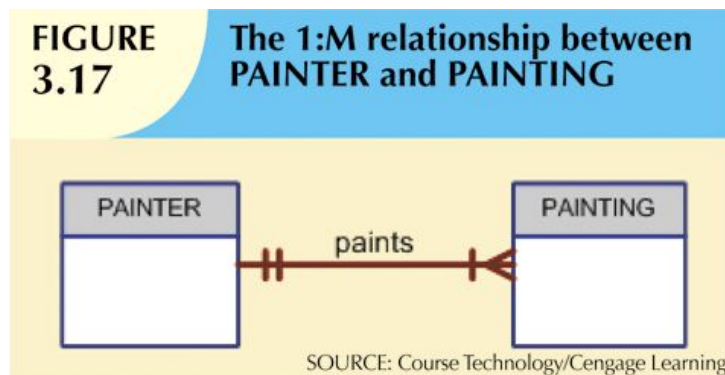 FIGURE
3.17
The 1:M relationship between
PAINTER and PAINTING
PAINTER
paints
PAINTING
SOURCE: Course Technology/Cengage Learning